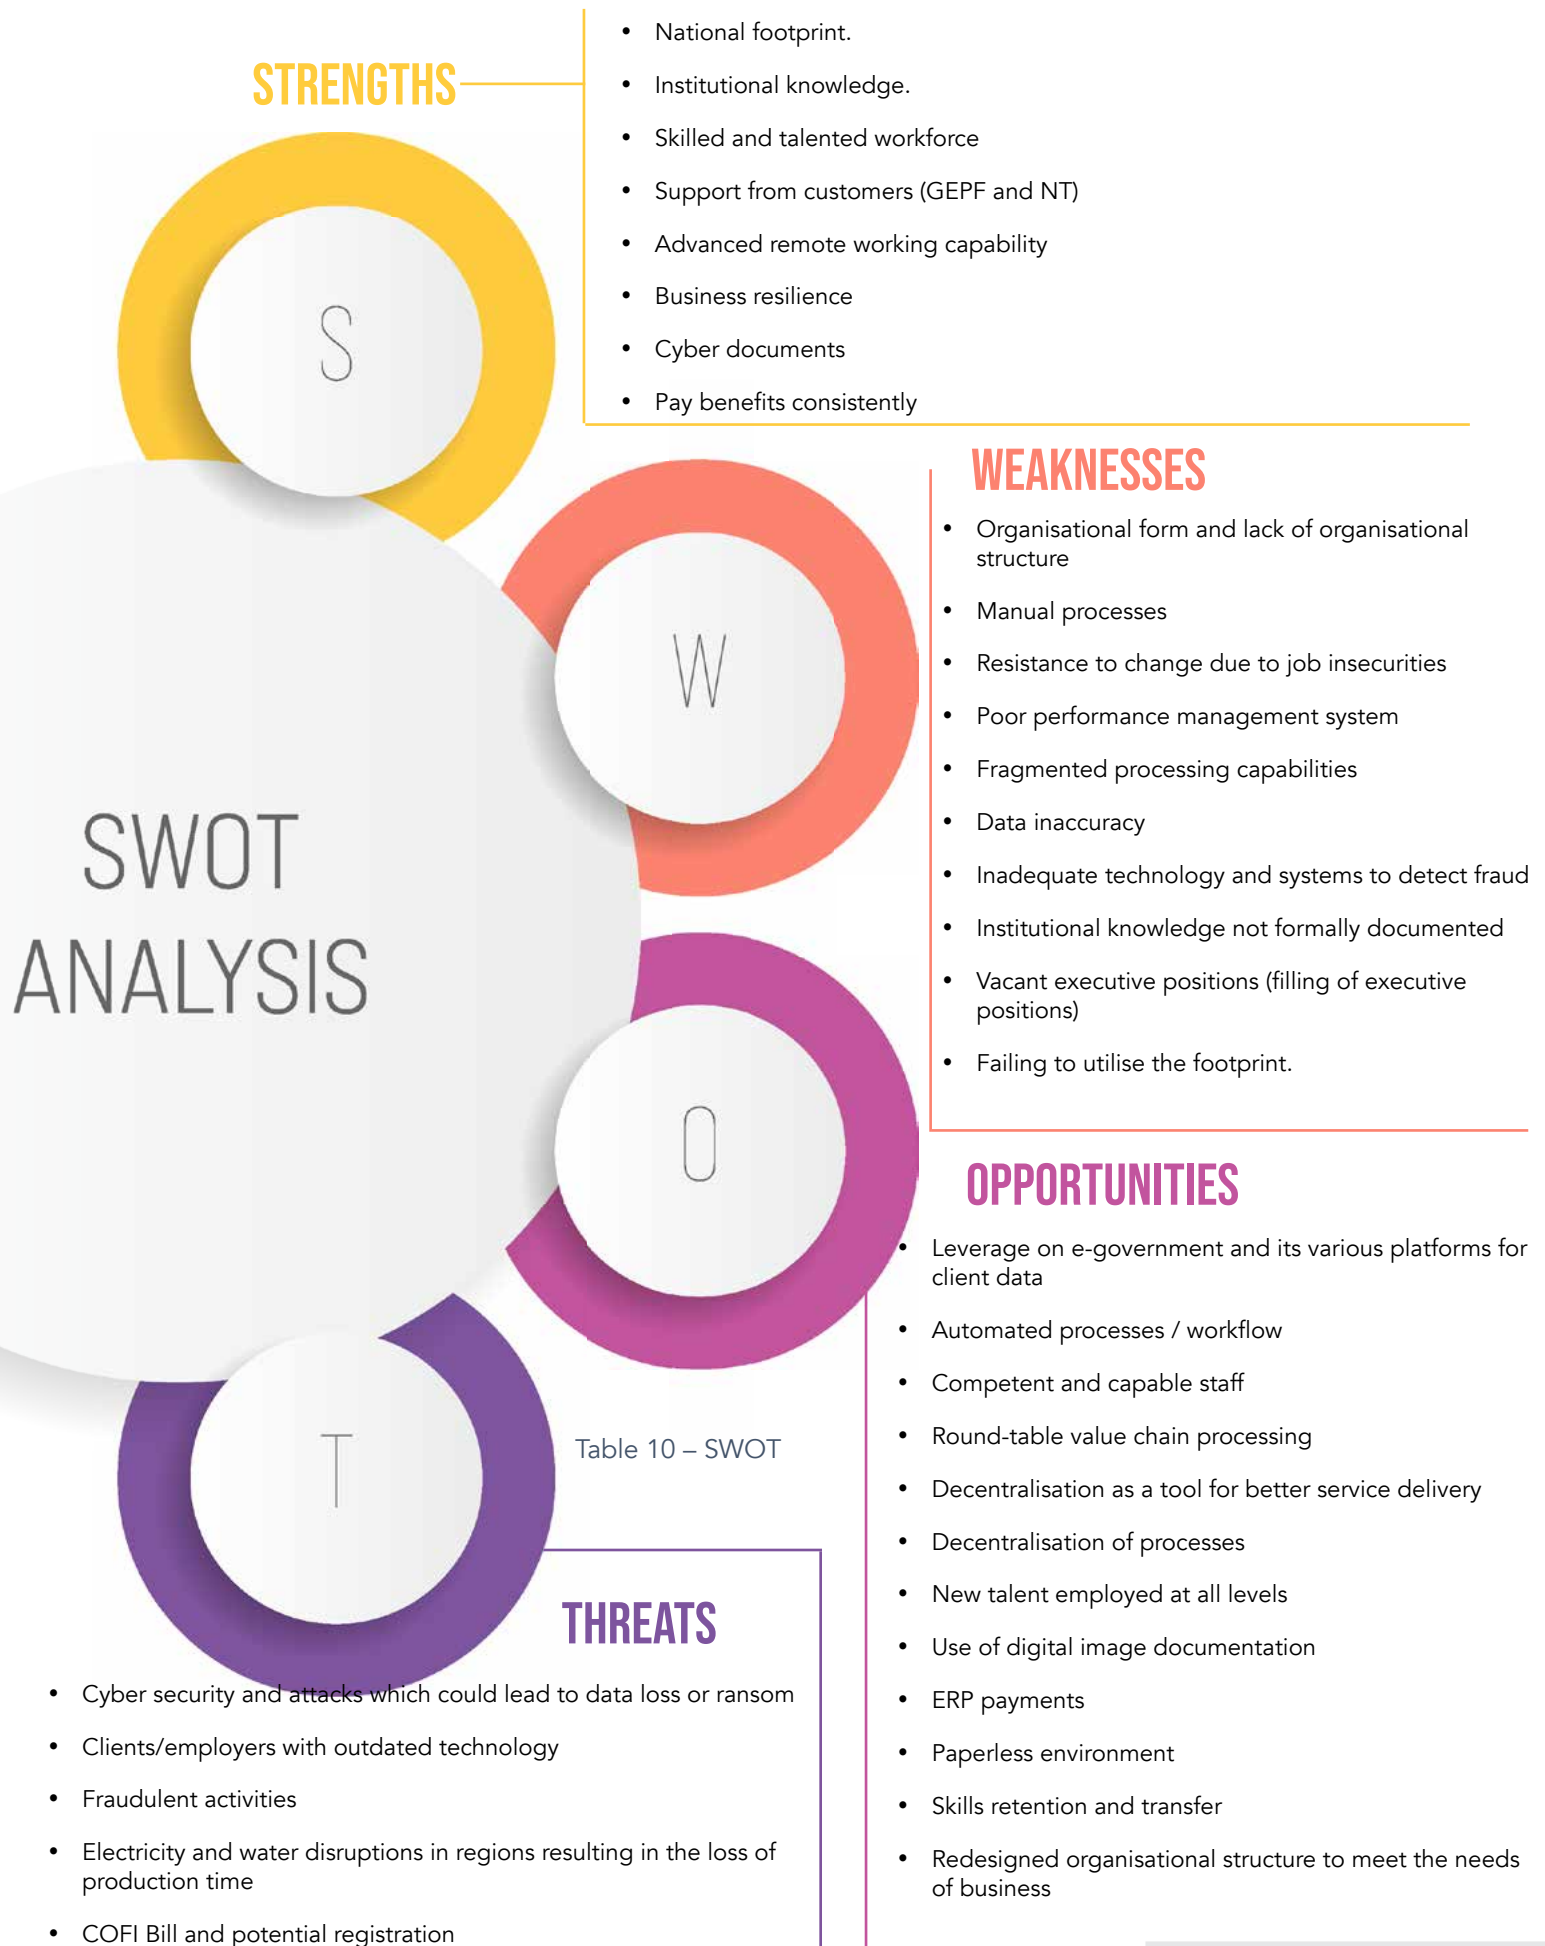 STRENGTHS
• National footprint.
• Institutional knowledge.
• Skilled and talented workforce
• Support from customers (GEPF and NT)
• Advanced remote working capability
• Business resilience
• Cyber documents
• Pay benefits consistently
S
WEAKNESSES
• Organisational form and lack of organisational
structure
• Manual processes
• Resistance to change due to job insecurities
• Poor performance management system
• Fragmented processing capabilities
• Data inaccuracy
• Inadequate technology and systems to detect fraud
• Institutional knowledge not formally documented
• Vacant executive positions (filling of executive
positions)
• Failing to utilise the footprint.
W
SWOT
ANALYSIS
O
OPPORTUNITIES
• Leverage on e-government and its various platforms for
client data
• Automated processes / workflow
• Competent and capable staff
• Round-table value chain processing
• Decentralisation as a tool for better service delivery
• Decentralisation of processes
• New talent employed at all levels
• Use of digital image documentation
• ERP payments
• Paperless environment
• Skills retention and transfer
• Redesigned organisational structure to meet the needs
of business
T
Table 10 – SWOT
THREATS
• Cyber security and attacks which could lead to data loss or ransom
• Clients/employers with outdated technology
• Fraudulent activities
• Electricity and water disruptions in regions resulting in the loss of
production time
• COFI Bill and potential registration